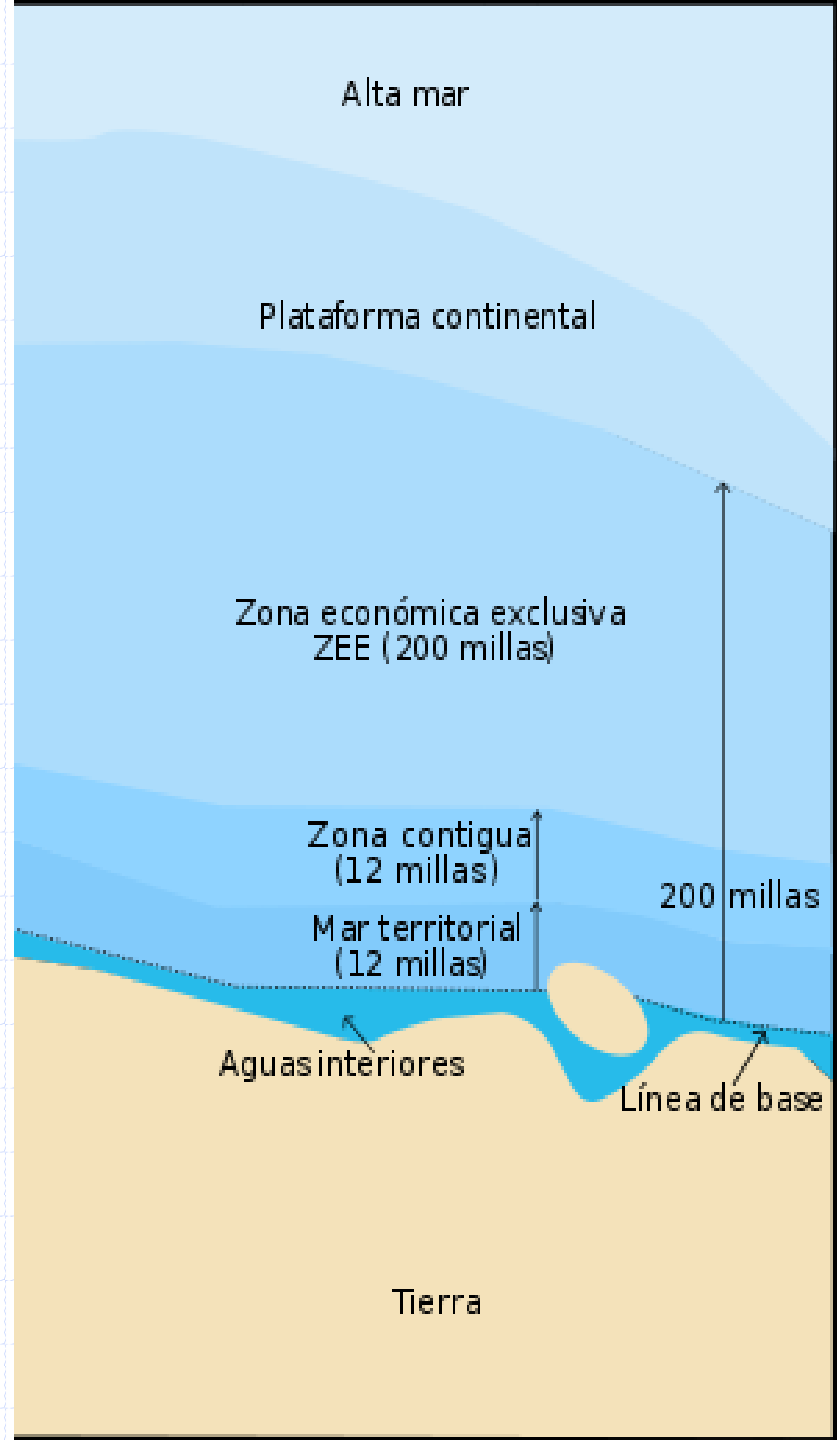 Alta mar
Plataforma continental
Zona económica exclusiva
ZEE (200 millas)
Zona contigua
(12 millas)
200 millas
Mar territorial
(12 millas)
Aguas interiores
Línea de base
Tierra